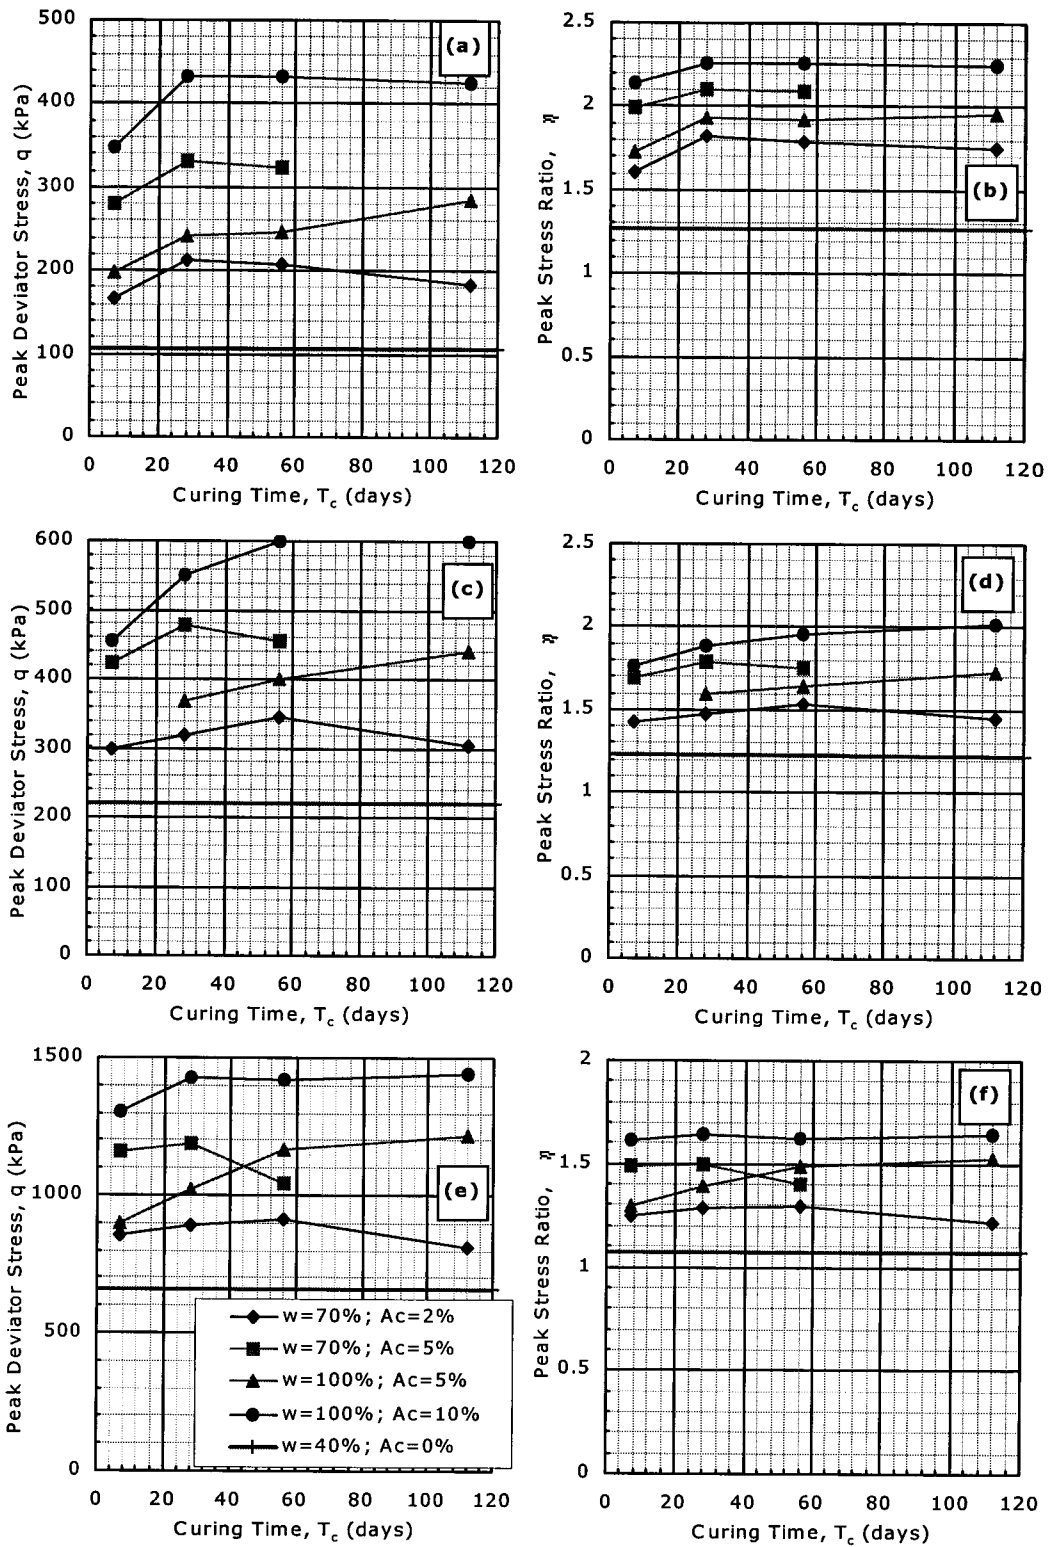 500
400
300
200
100
0
Peak Deviator Stress, q (kPa)
(a)
0 20 40 60 80 100 120
Curing Time, Tc (days)
2.5
2
1.5
1
0.5
0
Peak Stress Ratio, η
(b)
0 20 40 60 80 100 120
Curing Time, Tc (days)
600
500
400
300
200
100
0
Peak Deviator Stress, q (kPa)
(c)
0 20 40 60 80 100 120
Curing Time, Tc (days)
2.5
2
1.5
1
0.5
0
Peak Stress Ratio, η
(d)
0 20 40 60 80 100 120
Curing Time, Tc (days)
1500
1000
500
0
Peak Deviator Stress, q (kPa)
(e)
w=70%; Ac=2%
w=70%; Ac=5%
w=100%; Ac=5%
w=100%; Ac=10%
w=40%; Ac=0%
0 20 40 60 80 100 120
Curing Time, Tc (days)
2
1.5
1
0.5
0
Peak Stress Ratio, η
(f)
0 20 40 60 80 100 120
Curing Time, Tc (days)